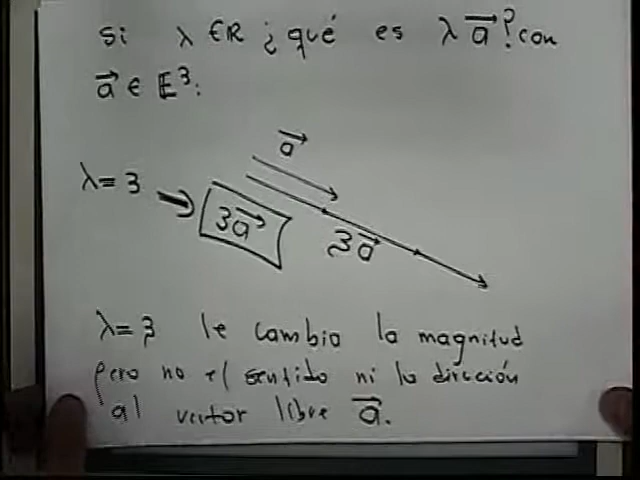 si λ ∈ ℝ ¿qué es λ a⃗? con
a⃗ ∈ E³:
a⃗
λ = 3
3a⃗
3a⃗
λ = 3 le cambia la magnitud
pero no el sentido ni la dirección
al vector libre a⃗.